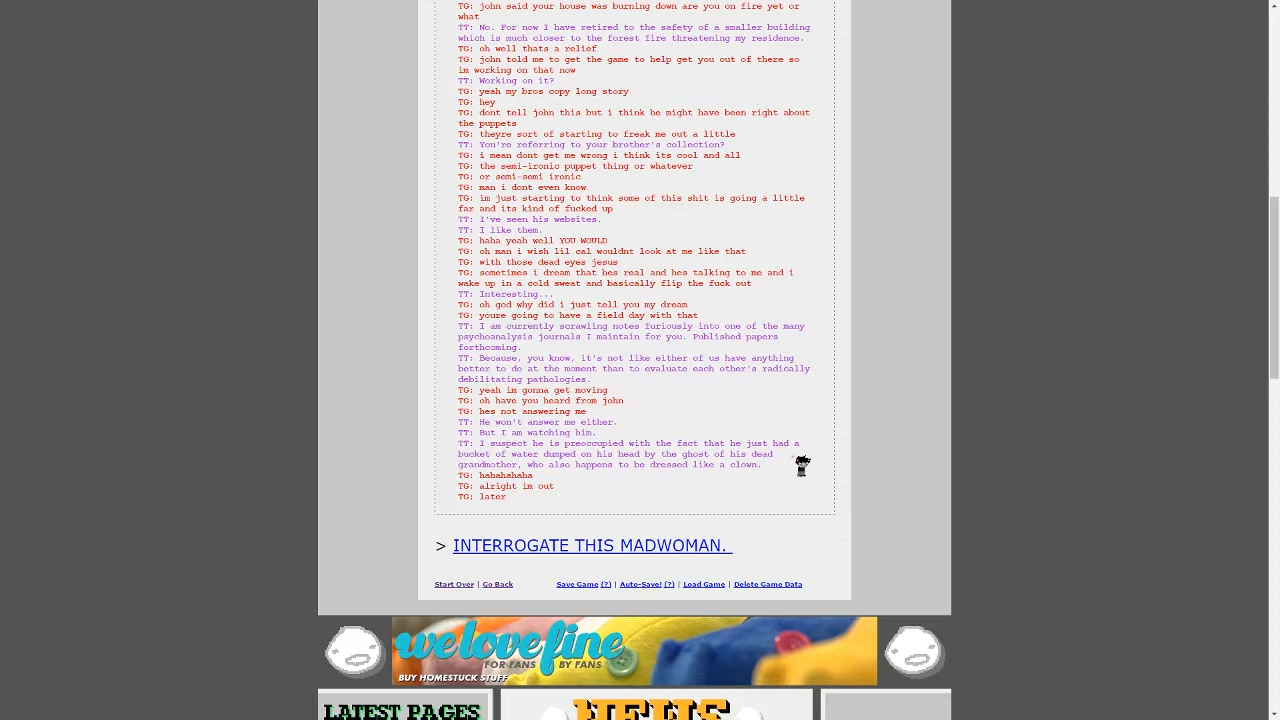 TG: john said your house was burning down are you on fire yet or
what
TT: No. For now I have retired to the safety of a smaller building
which is much closer to the forest fire threatening my residence.
TG: oh well thats a relief
TG: john told me to get the game to help get you out of there so
im working on that now
TT: Working on it?
TG: yeah my bros copy long story
TG: hey
TG: dont tell john this but i think he might have been right about
the puppets
TG: theyre sort of starting to freak me out a little
TT: You're referring to your brother's collection?
TG: i mean dont get me wrong i think its cool and all
TG: the semi-ironic puppet thing or whatever
TG: or semi-semi ironic
TG: man i dont even know
TG: im just starting to think some of this shit is going a little
far and its kind of fucked up
TT: I've seen his websites.
TT: I like them.
TG: haha yeah well YOU WOULD
TG: oh man i wish lil cal wouldnt look at me like that
TG: with those dead eyes jesus
TG: sometimes i dream that hes real and hes talking to me and i
wake up in a cold sweat and basically flip the fuck out
TT: Interesting...
TG: oh god why did i just tell you my dream
TG: youre going to have a field day with that
TT: I am currently scrawling notes furiously into one of the many
psychoanalysis journals I maintain for you. Published papers
forthcoming.
TT: Because, you know, it's not like either of us have anything
better to do at the moment than to evaluate each other's radically
debilitating pathologies.
TG: yeah im gonna get moving
TG: oh have you heard from john
TG: hes not answering me
TT: He won't answer me either.
TT: But I am watching him.
TT: I suspect he is preoccupied with the fact that he just had a
bucket of water dumped on his head by the ghost of his dead
grandmother, who also happens to be dressed like a clown.
TG: hahahahaha
TG: alright im out
TG: later
> INTERROGATE THIS MADWOMAN.
Start Over | Go Back Save Game (?) | Auto-Save! (?) | Load Game | Delete Game Data
welovefine
FOR FANS BY FANS
BUY HOMESTUCK STUFF
LATEST PAGES NEWS